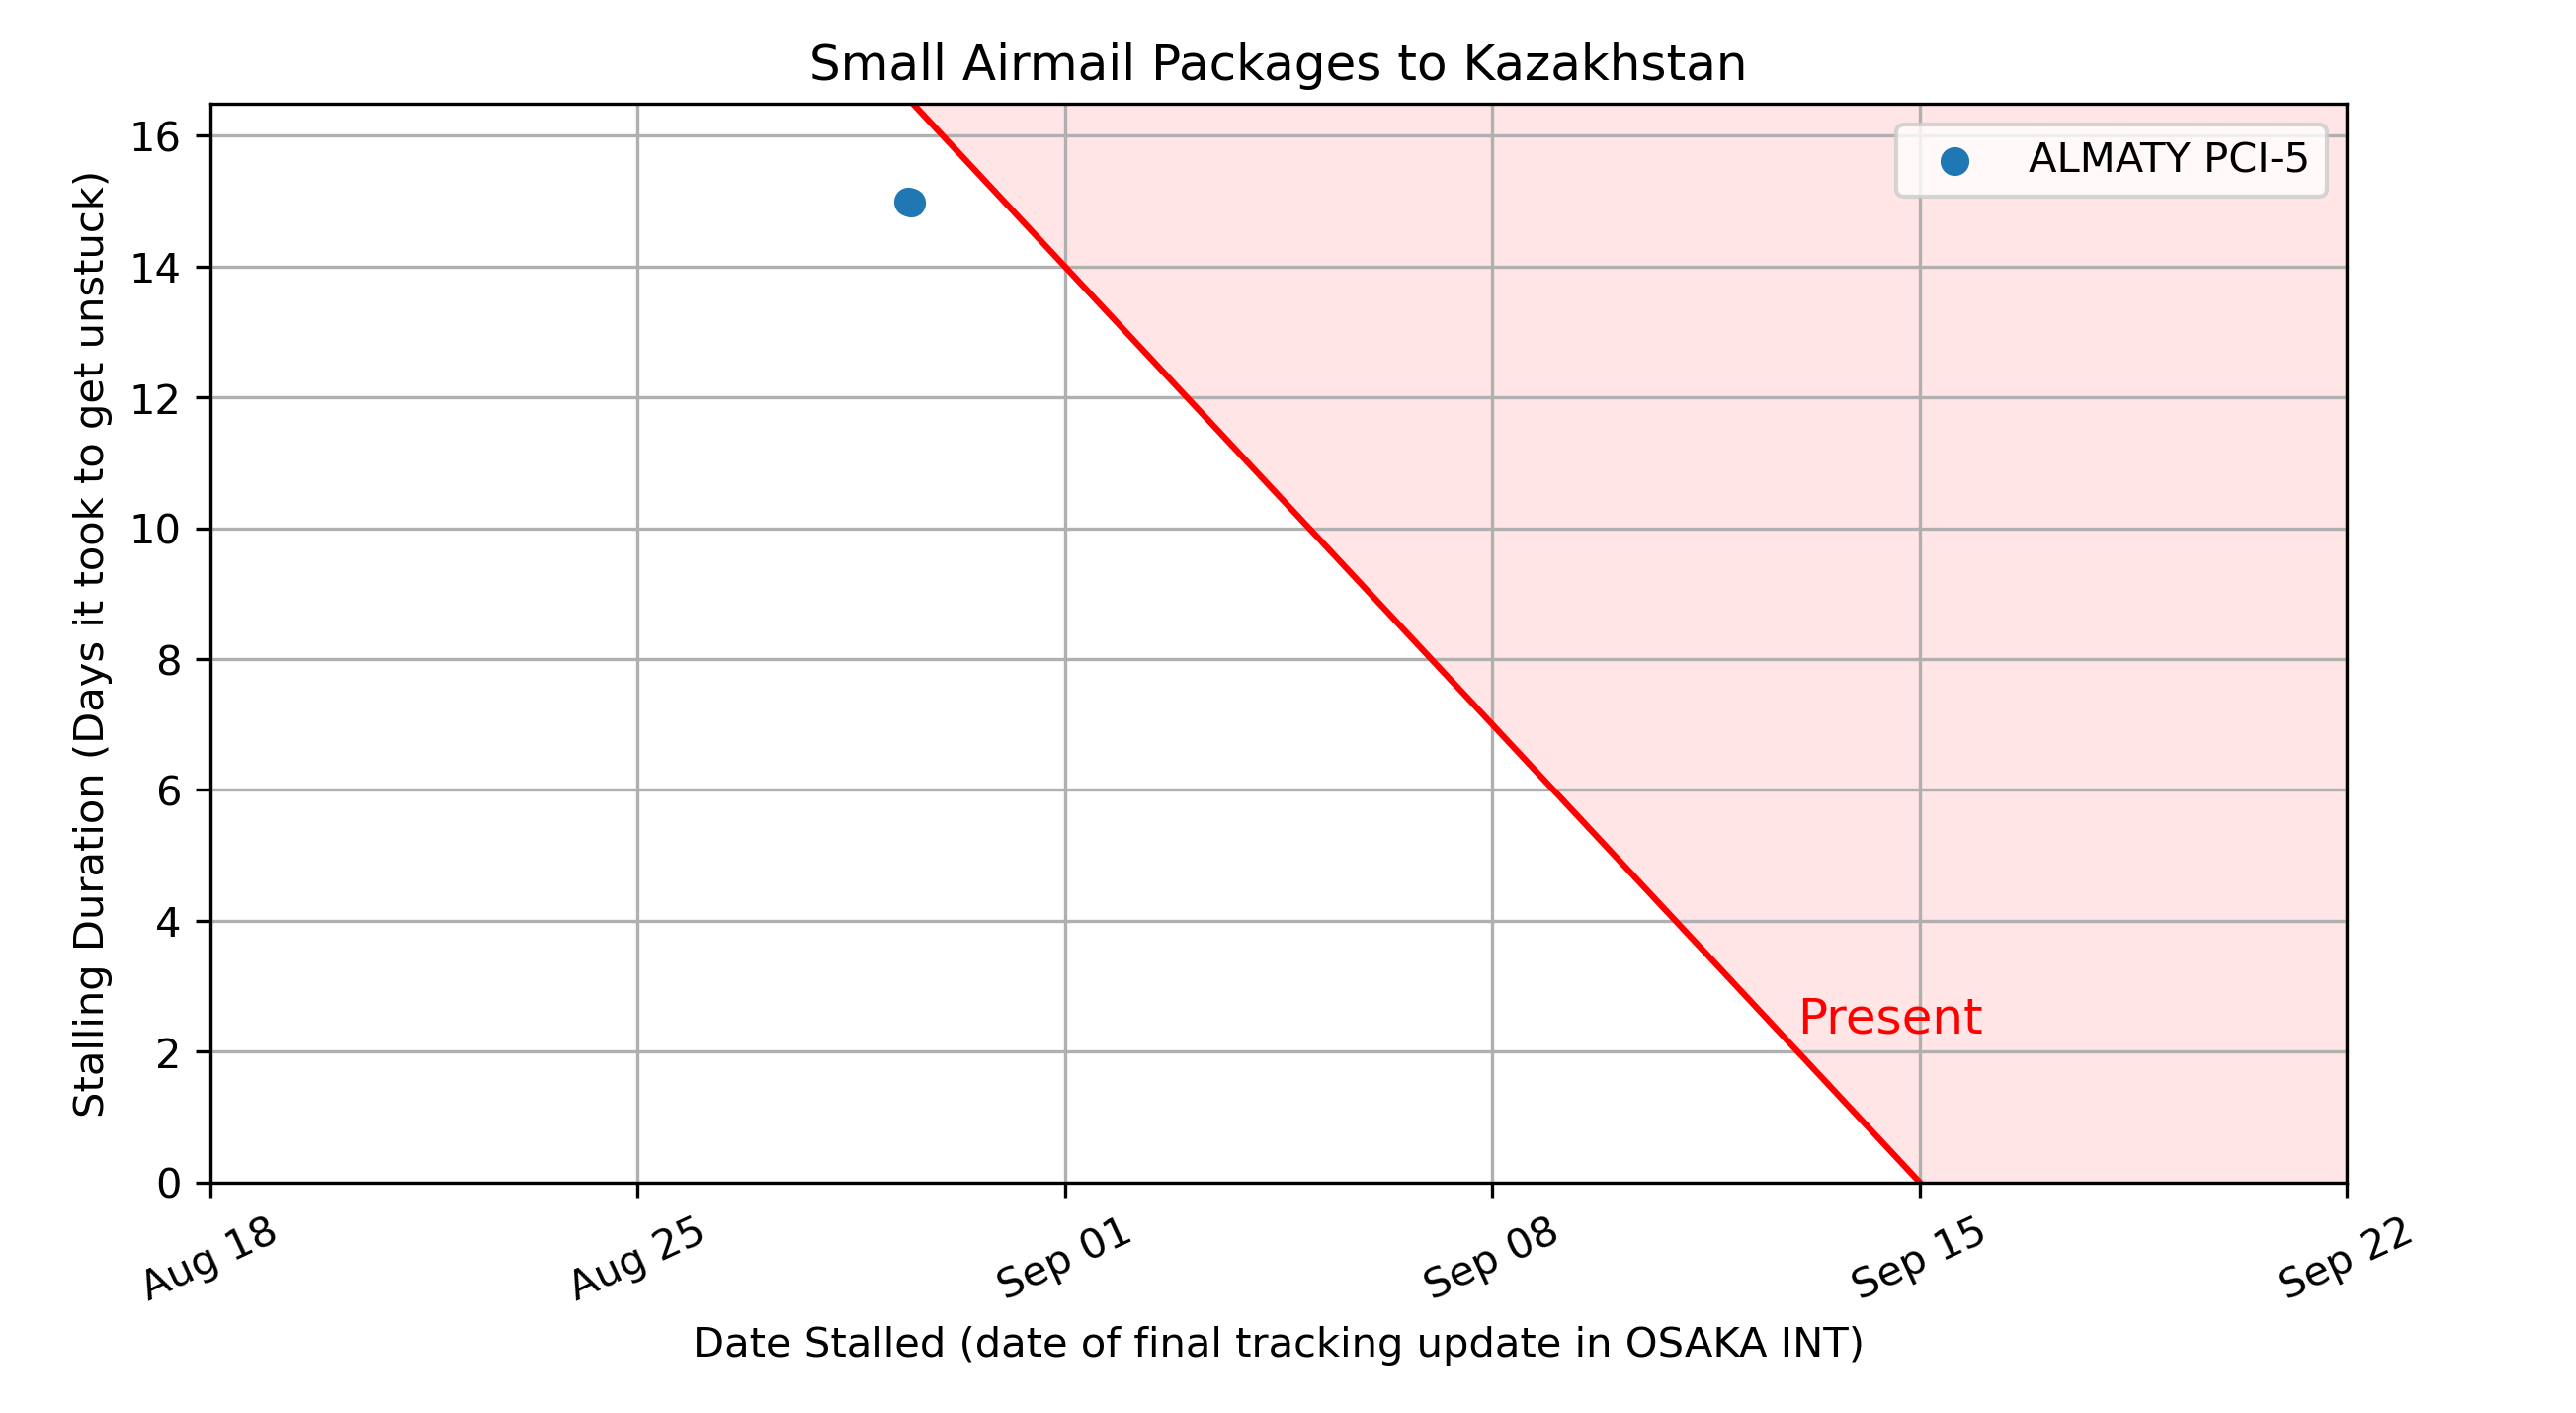 Small Airmail Packages to Kazakhstan
ALMATY PCI-5
Stalling Duration (Days it took to get unstuck)
16
14
12
10
8
6
4
2
0
Present
Aug 18
Aug 25
Sep 01
Sep 08
Sep 15
Sep 22
Date Stalled (date of final tracking update in OSAKA INT)